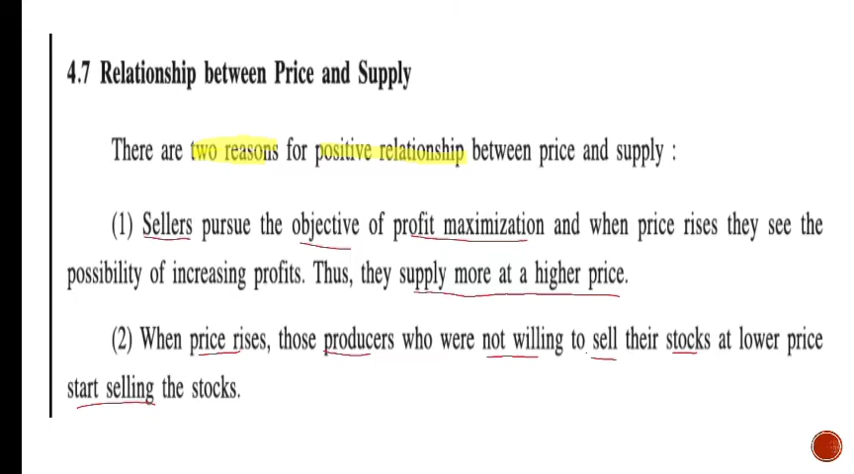 4.7 Relationship between Price and Supply
There are two reasons for positive relationship between price and supply :
(1) Sellers pursue the objective of profit maximization and when price rises they see the
possibility of increasing profits. Thus, they supply more at a higher price.
(2) When price rises, those producers who were not willing to sell their stocks at lower price
start selling the stocks.